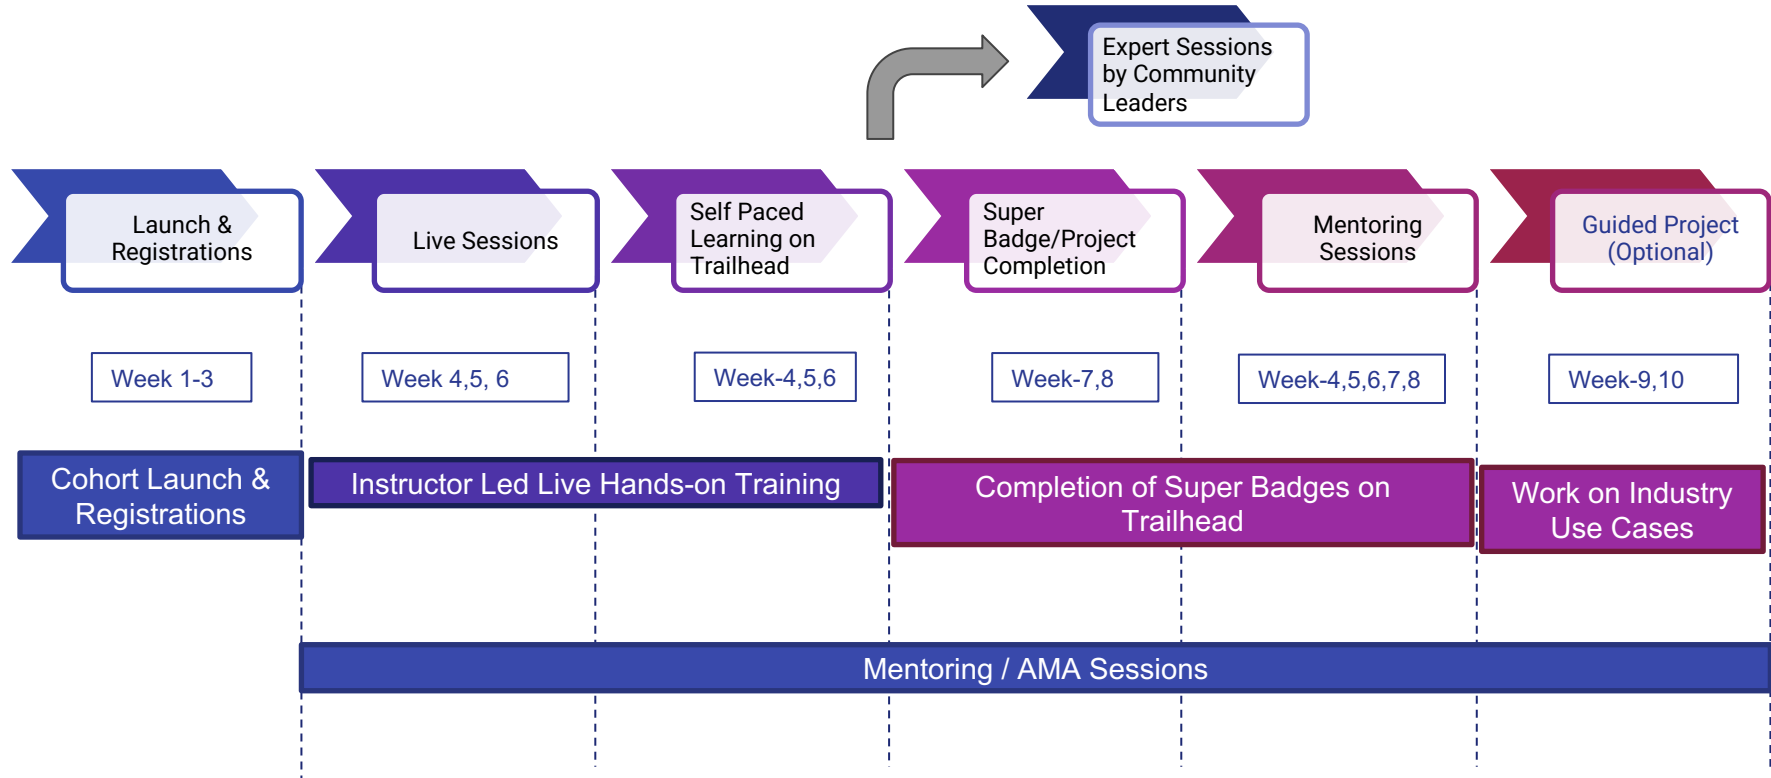 Expert Sessions
by Community
Leaders
Launch &
Registrations
Live Sessions
Self Paced
Learning on
Trailhead
Super
Badge/Project
Completion
Mentoring
Sessions
Guided Project
(Optional)
Week 1-3
Week 4,5, 6
Week-4,5,6
Week-7,8
Week-4,5,6,7,8
Week-9,10
Cohort Launch &
Registrations
Instructor Led Live Hands-on Training
Completion of Super Badges on
Trailhead
Work on Industry
Use Cases
Mentoring / AMA Sessions